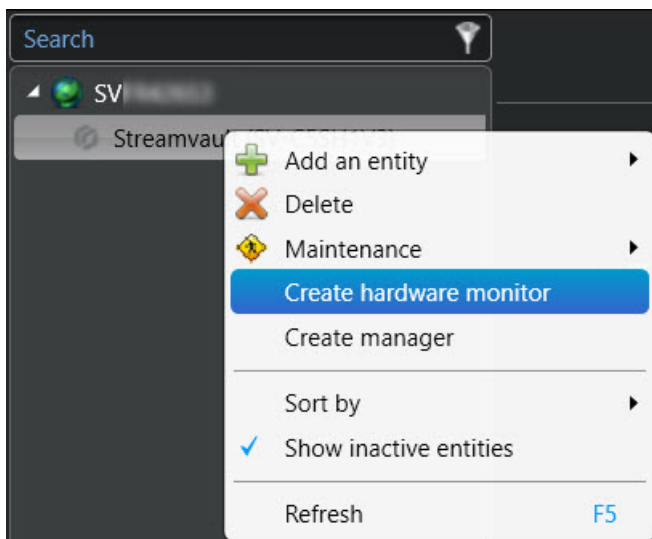 Search
SV
Streamvau
Add an entity
Delete
Maintenance
Create hardware monitor
Create manager
Sort by
Show inactive entities
Refresh F5